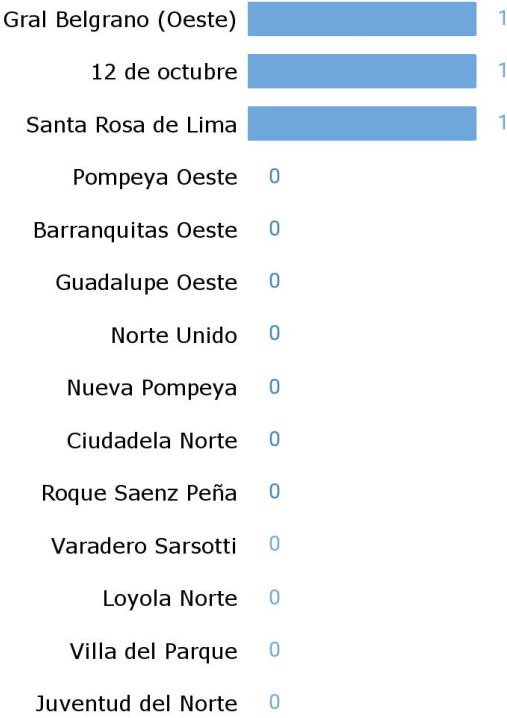 Gral Belgrano (Oeste) 1
12 de octubre 1
Santa Rosa de Lima 1
Pompeya Oeste 0
Barranquitas Oeste 0
Guadalupe Oeste 0
Norte Unido 0
Nueva Pompeya 0
Ciudadela Norte 0
Roque Saenz Peña 0
Varadero Sarsotti 0
Loyola Norte 0
Villa del Parque 0
Juventud del Norte 0